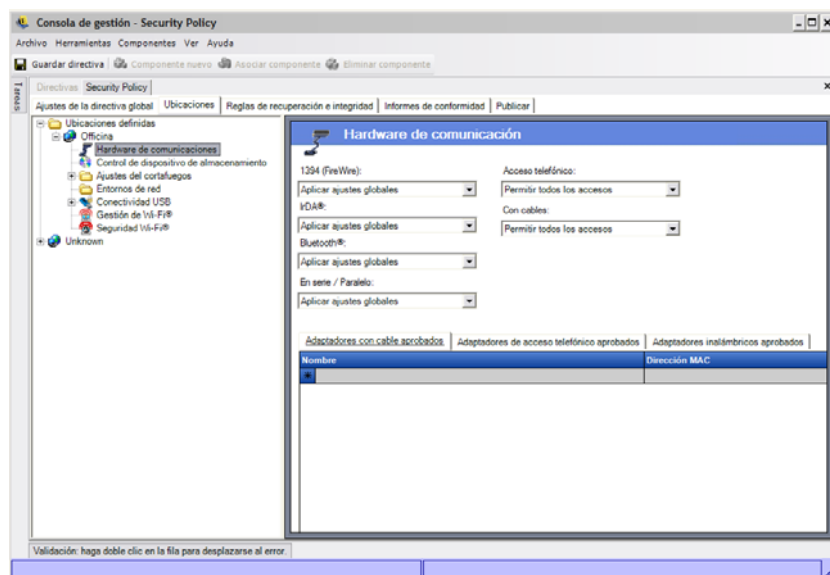 Consola de gestión - Security Policy
Archivo Herramientas Componentes Ver Ayuda
Guardar directiva Componente nuevo Asociar componente Eliminar componente
Tareas
Directivas Security Policy
Ajustes de la directiva global Ubicaciones Reglas de recuperación e integridad Informes de conformidad Publicar
Ubicaciones definidas
Officina
Hardware de comunicaciones
Control de dispositivo de almacenamiento
Ajustes del cortafuegos
Entornos de red
Conectividad USB
Gestión de Wi-Fi®
Seguridad Wi-Fi®
Unknown
Hardware de comunicación
1394 (FireWire): Acceso telefónico:
Aplicar ajustes globales Permitir todos los accesos
IrDA®: Con cables:
Aplicar ajustes globales Permitir todos los accesos
Bluetooth®:
Aplicar ajustes globales
En serie / Paralelo:
Aplicar ajustes globales
Adaptadores con cable aprobados Adaptadores de acceso telefónico aprobados Adaptadores inalámbricos aprobados
Nombre Dirección MAC
Validación: haga doble clic en la fila para desplazarse al error.